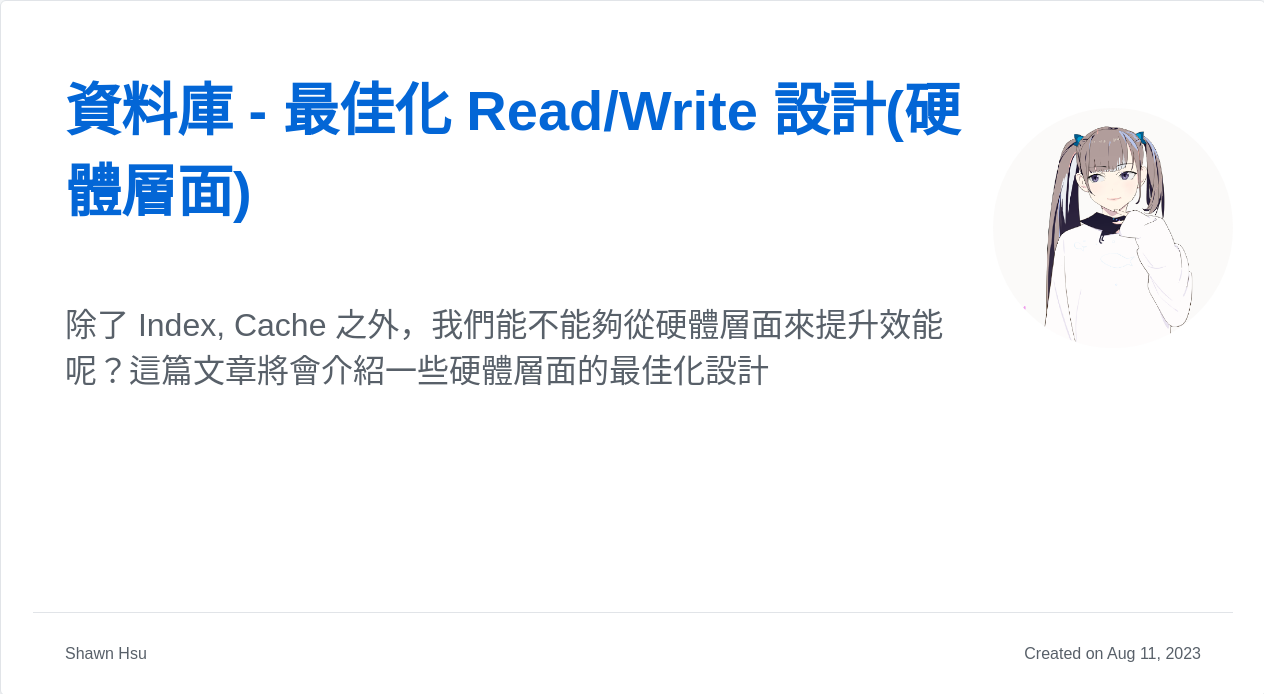 資料庫 - 最佳化 Read/Write 設計(硬
體層面)
除了 Index, Cache 之外，我們能不能夠從硬體層面來提升效能
呢？這篇文章將會介紹一些硬體層面的最佳化設計
Shawn Hsu
Created on Aug 11, 2023